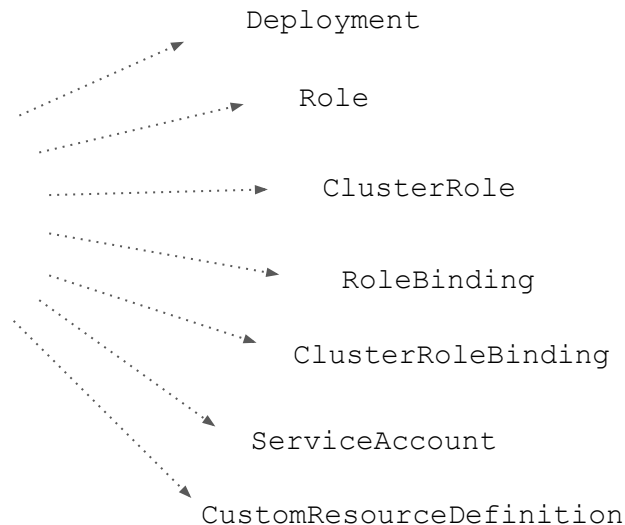 Deployment
Role
ClusterRole
RoleBinding
ClusterRoleBinding
ServiceAccount
CustomResourceDefinition